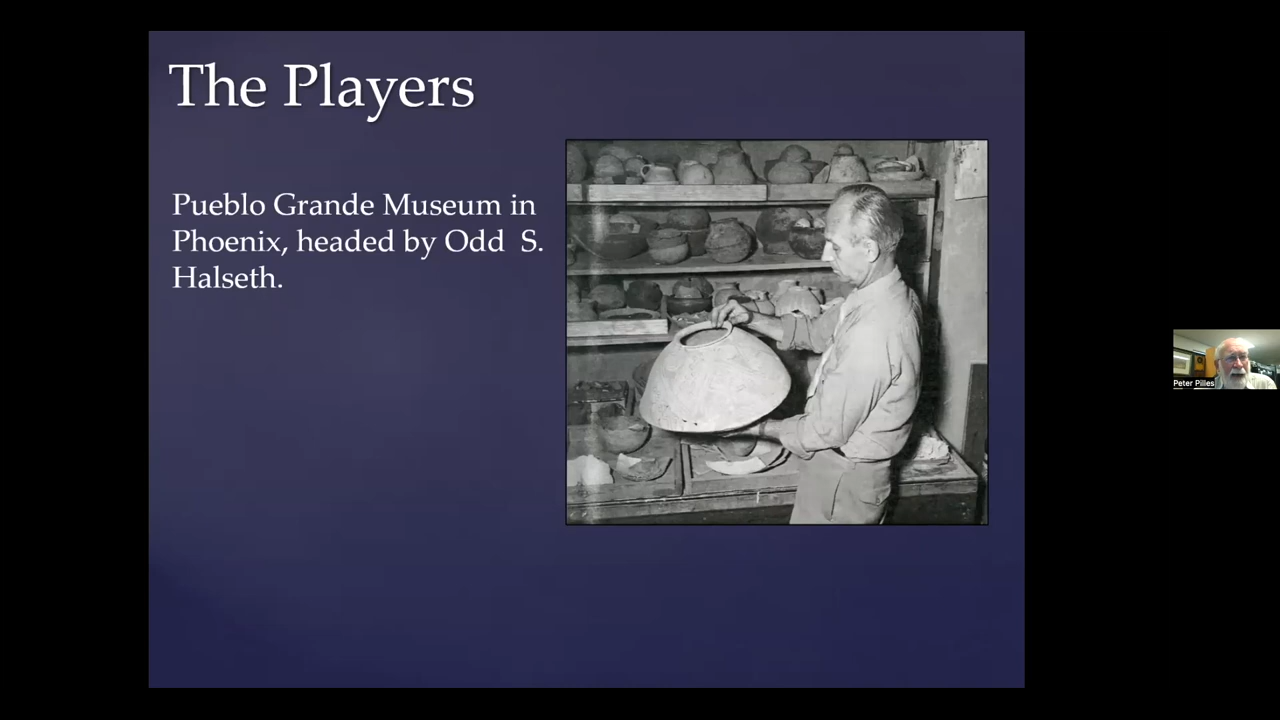 The Players
Pueblo Grande Museum in
Phoenix, headed by Odd  S.
Halseth.
Peter Pilles